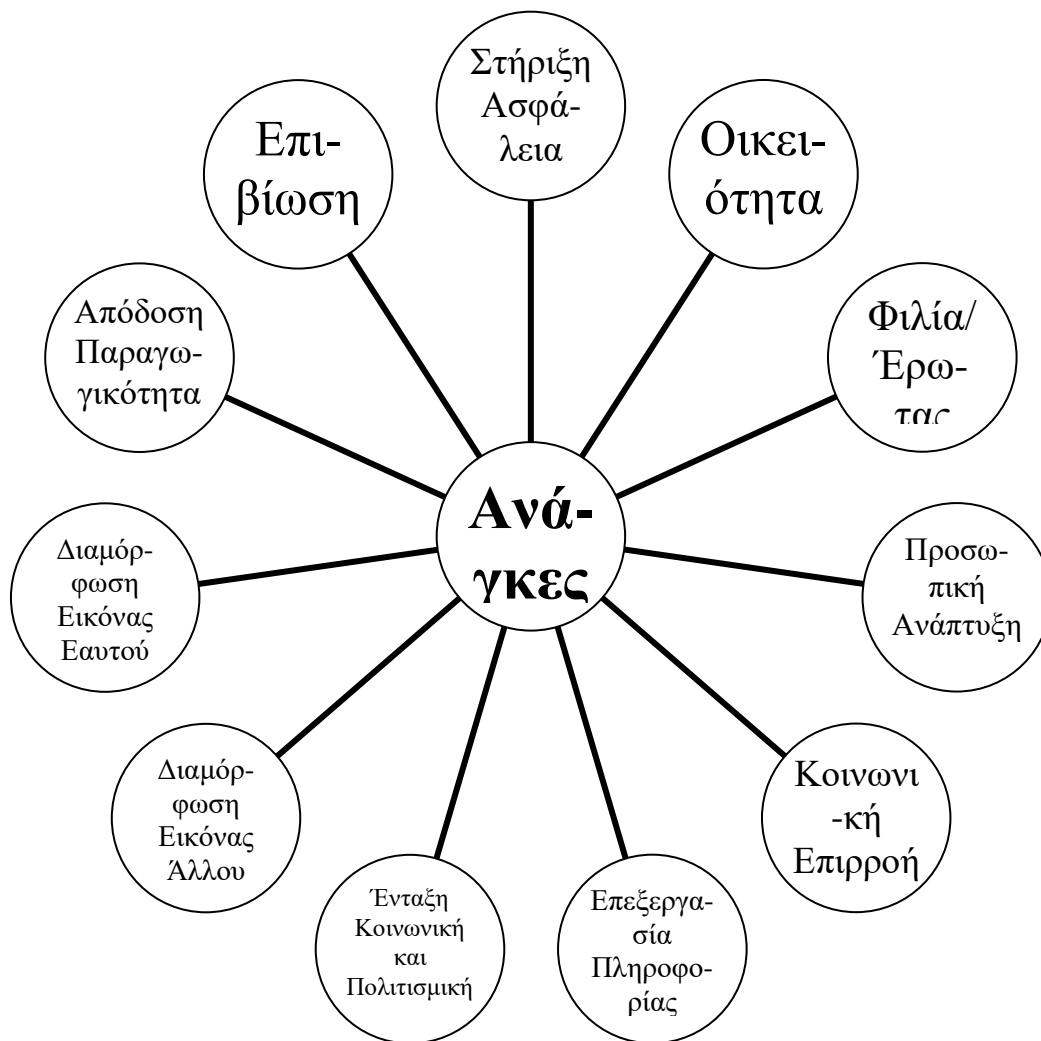 Στήριξη
Ασφά-
λεια
Επι-
βίωση
Οικει-
ότητα
Απόδοση
Παραγω-
γικότητα
Φιλία/
Έρω-
τας
Ανά-
γκες
Διαμόρ-
φωση
Εικόνας
Εαυτού
Προσω-
πική
Ανάπτυξη
Διαμόρ-
φωση
Εικόνας
Άλλου
Κοινωνι
-κή
Επιρροή
Ένταξη
Κοινωνική
και
Πολιτισμική
Επεξεργα-
σία
Πληροφο-
ρίας